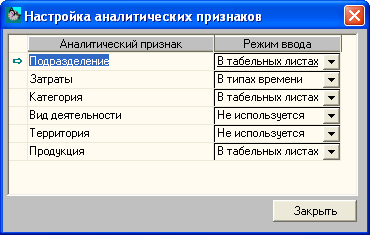 Настройка аналитических признаков
Аналитический признак Режим ввода
Подразделение В табельных листах
Затраты В типах времени
Категория В табельных листах
Вид деятельности Не используется
Территория Не используется
Продукция В табельных листах
Закрыть